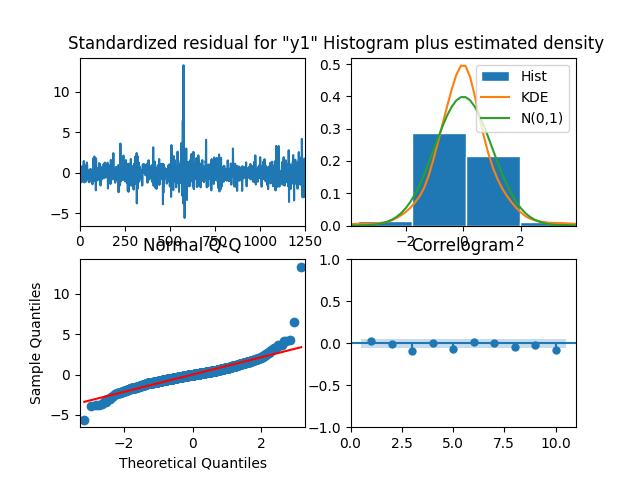 Standardized residual for "y1"
10
5
0
−5
0 250 500 750 1000 1250
Histogram plus estimated density
0.5
0.4
0.3
0.2
0.1
0.0
−2 0 2
Hist
KDE
N(0,1)
Normal Q-Q
Sample Quantiles
10
5
0
−5
−2 0 2
Theoretical Quantiles
Correlogram
1.0
0.5
0.0
−0.5
−1.0
0.0 2.5 5.0 7.5 10.0